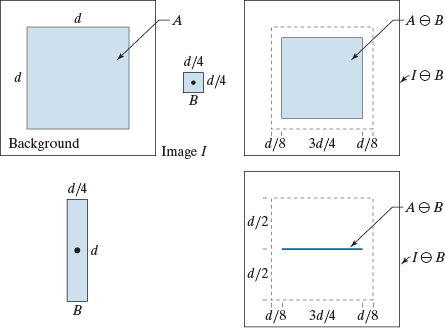 d
A
d
d/4
d/4
B
Background
Image I
A ⊖ B
I ⊖ B
d/8 3d/4 d/8
d/4
d
B
A ⊖ B
d/2
I ⊖ B
d/2
d/8 3d/4 d/8